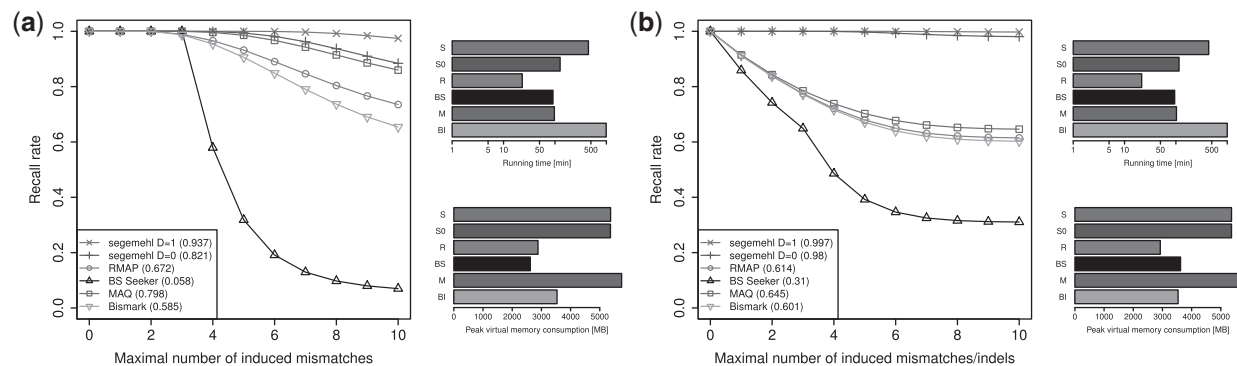 (a)
Recall rate
1.0
0.8
0.6
0.4
0.2
0.0
segemehl D=1 (0.937)
segemehl D=0 (0.821)
RMAP (0.672)
BS Seeker (0.058)
MAQ (0.798)
Bismark (0.585)
0 2 4 6 8 10
Maximal number of induced mismatches
S
S0
R
BS
M
BI
1 5 10 50 500
Running time [min]
S
S0
R
BS
M
BI
0 1000 2000 3000 4000 5000
Peak virtual memory consumption [MB]
(b)
Recall rate
1.0
0.8
0.6
0.4
0.2
0.0
segemehl D=1 (0.997)
segemehl D=0 (0.98)
RMAP (0.614)
BS Seeker (0.31)
MAQ (0.645)
Bismark (0.601)
0 2 4 6 8 10
Maximal number of induced mismatches/indels
S
S0
R
BS
M
BI
1 5 10 50 500
Running time [min]
S
S0
R
BS
M
BI
0 1000 2000 3000 4000 5000
Peak virtual memory consumption [MB]